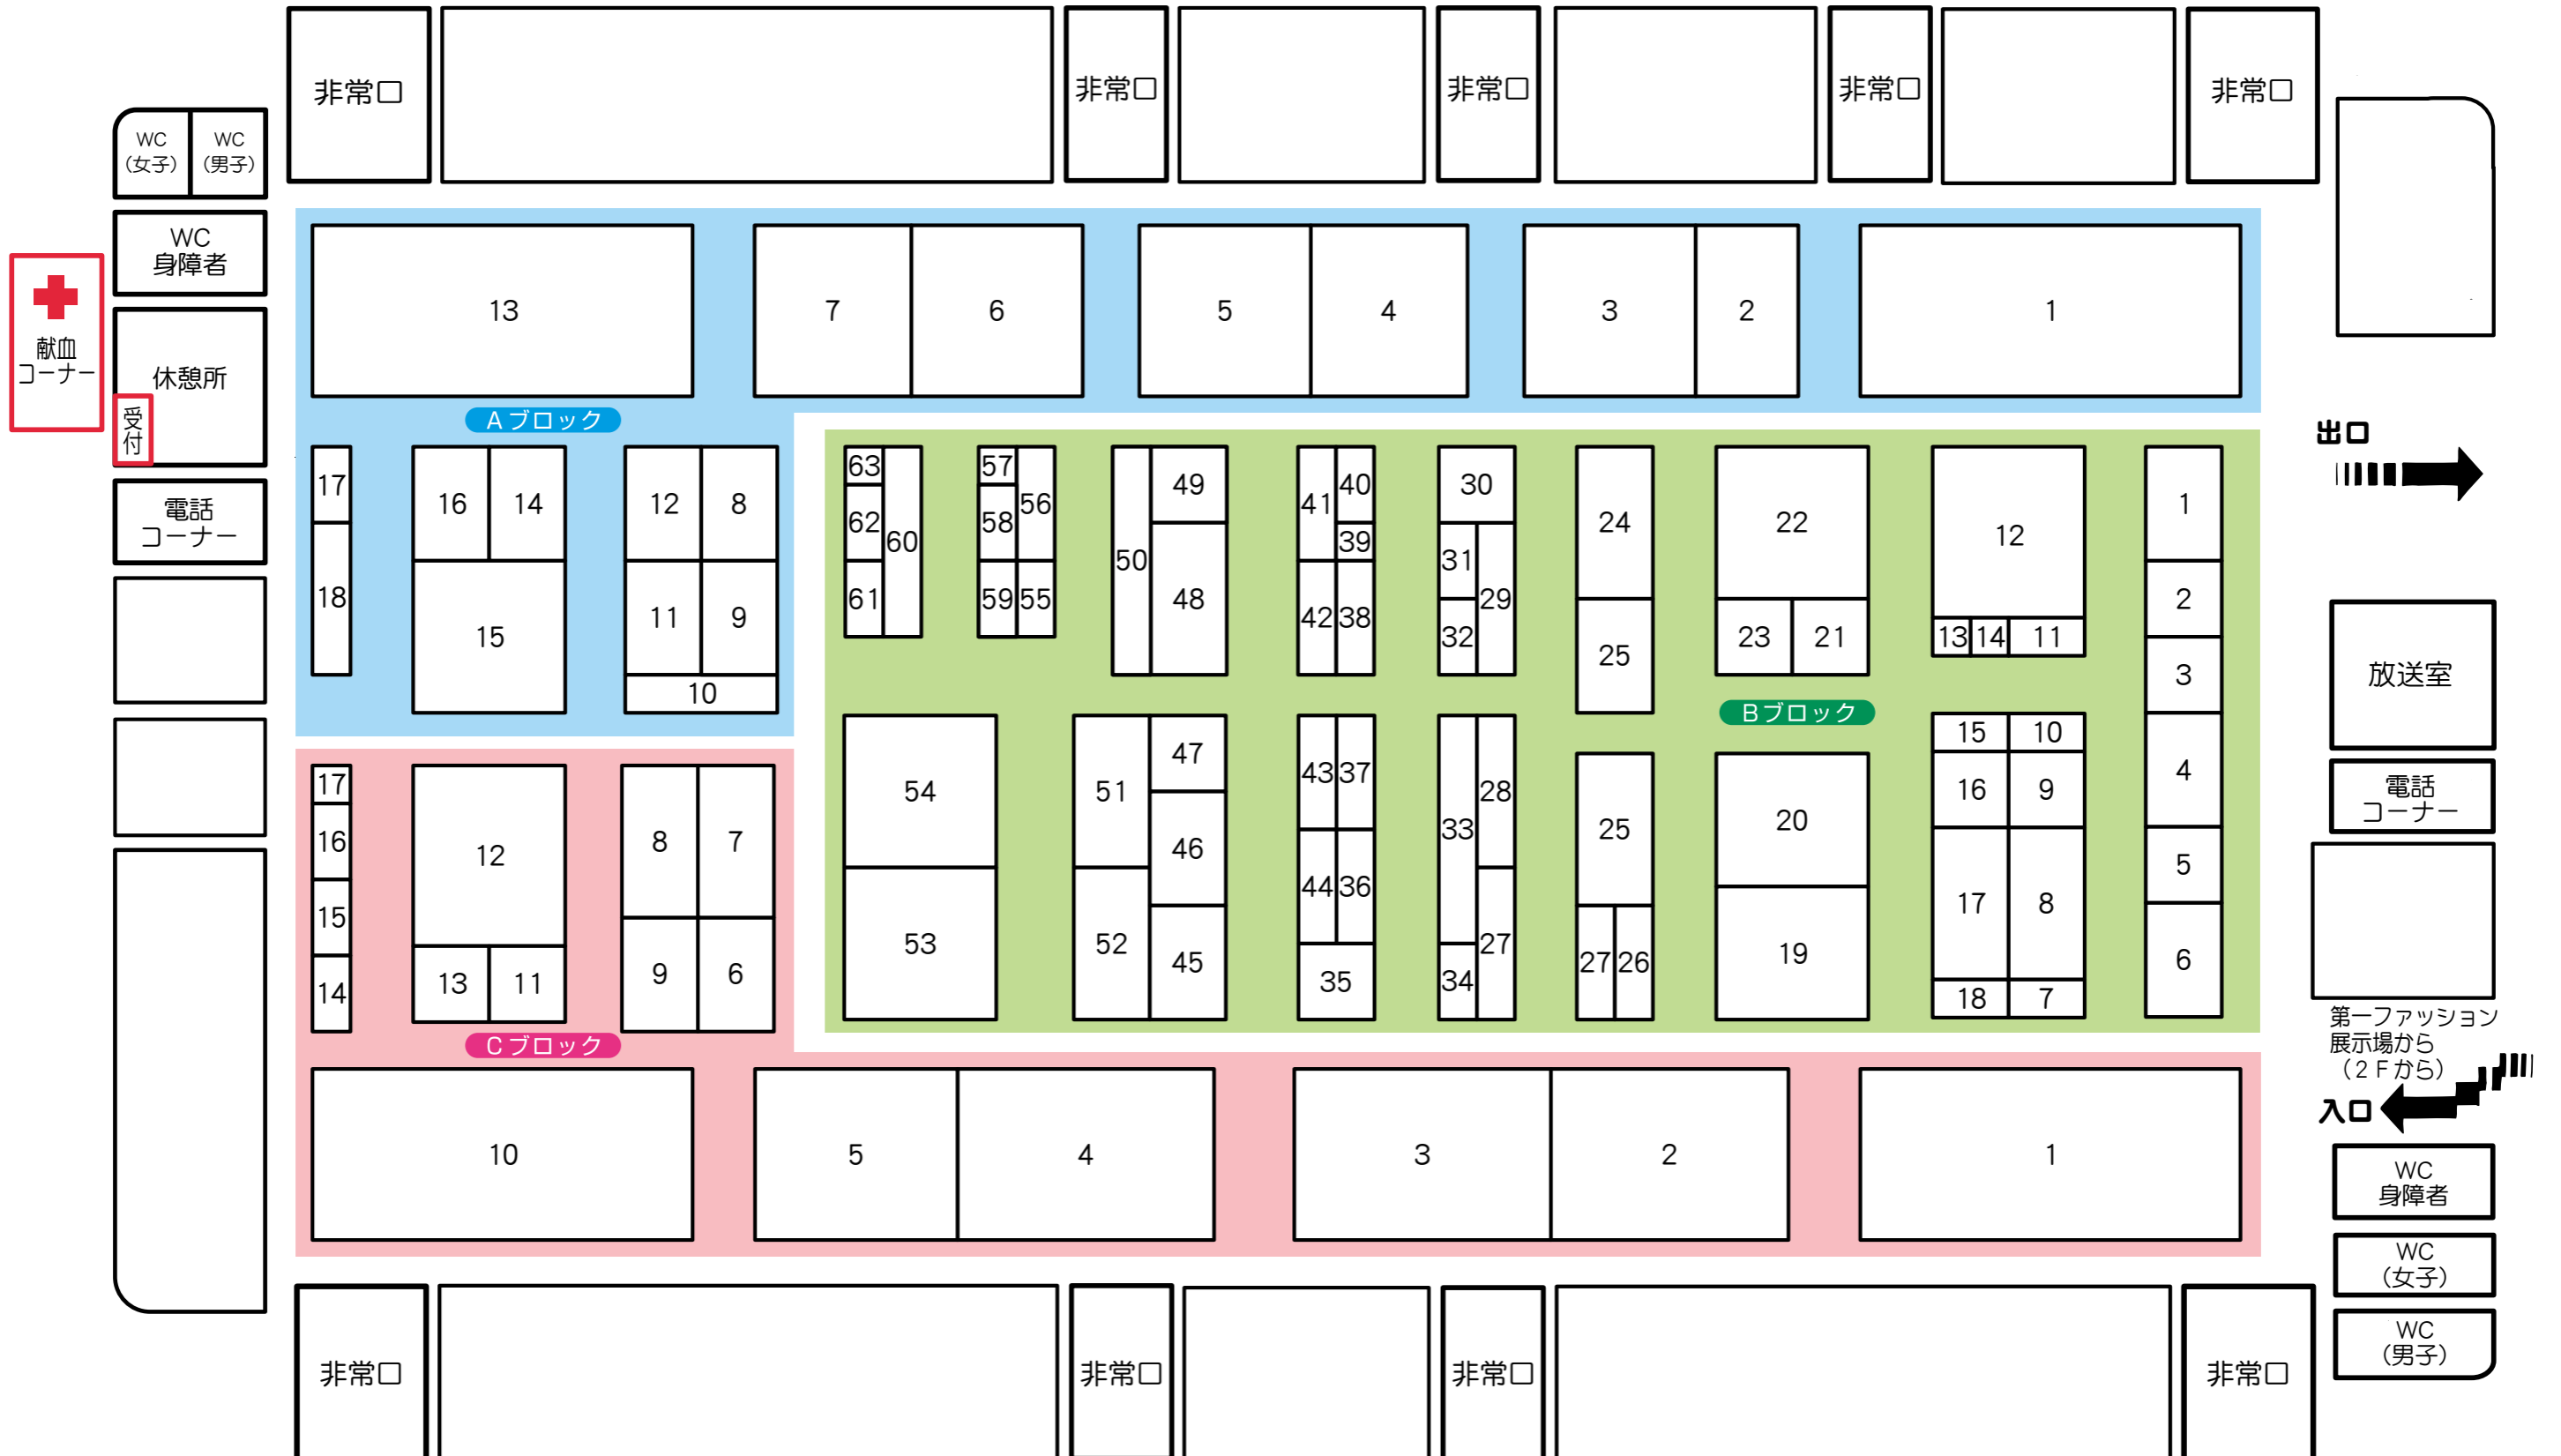 非常口
非常口
非常口
非常口
非常口
WC
(女子)
WC
(男子)
WC
身障者
献血
コーナー
休憩所
受付
電話
コーナー
13
7
6
5
4
3
2
1
Aブロック
17
18
16
14
15
12
8
11
9
10
63
62
61
60
57
58
59
56
55
50
49
48
41
40
39
42
38
30
31
32
29
24
25
22
23
21
12
13
14
11
1
2
3
4
5
6
Bブロック
54
53
51
52
47
46
45
43
37
44
36
35
33
34
28
27
25
27
26
20
19
15
10
16
9
17
8
18
7
17
16
15
14
12
13
11
8
7
9
6
Cブロック
10
5
4
3
2
1
出口
放送室
電話
コーナー
第一ファッション
展示場から
(2Fから)
入口
WC
身障者
WC
(女子)
WC
(男子)
非常口
非常口
非常口
非常口